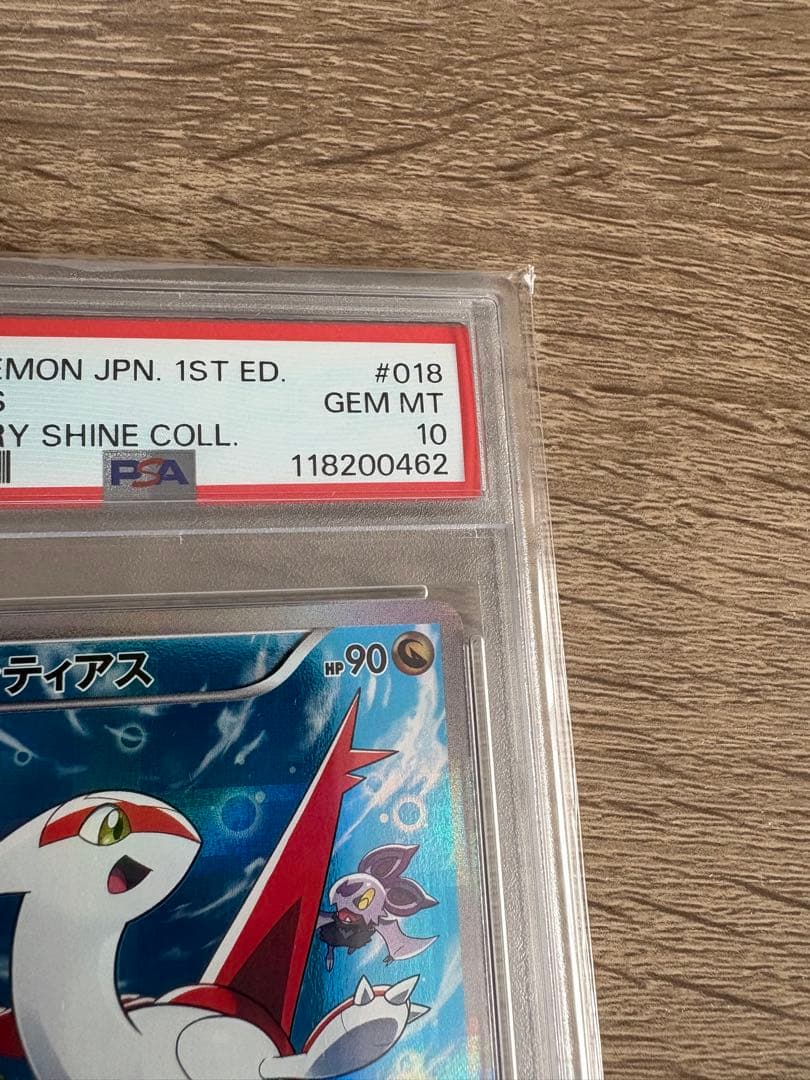 EMON JPN. 1ST ED. #018
S GEM MT
RY SHINE COLL. 10
PSA 118200462
ティアス HP90